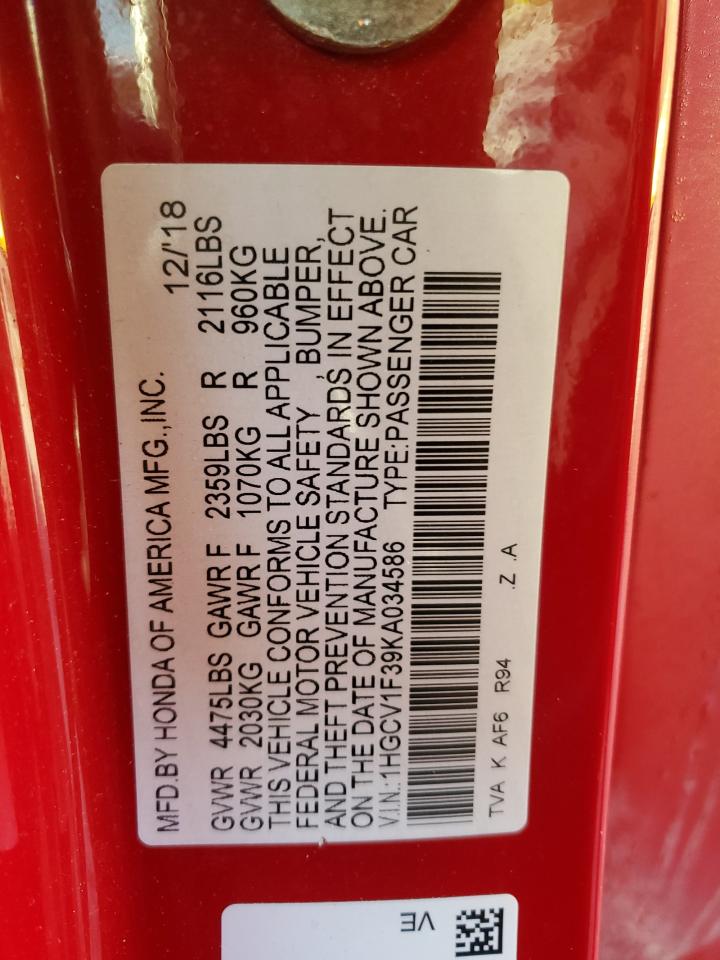 MFD.BY HONDA OF AMERICA MFG.,INC. 12/'18
GVWR 4475LBS GAWR F 2359LBS R 2116LBS
GVWR 2030KG GAWR F 1070KG R 960KG
THIS VEHICLE CONFORMS TO ALL APPLICABLE
FEDERAL MOTOR VEHICLE SAFETY , BUMPER,
AND THEFT PREVENTION STANDARDS IN EFFECT
ON THE DATE OF MANUFACTURE SHOWN ABOVE.
V.I.N.: 1HGCV1F39KA034586 TYPE:PASSENGER CAR
TVA K AF6 R94 .Z .A
VE